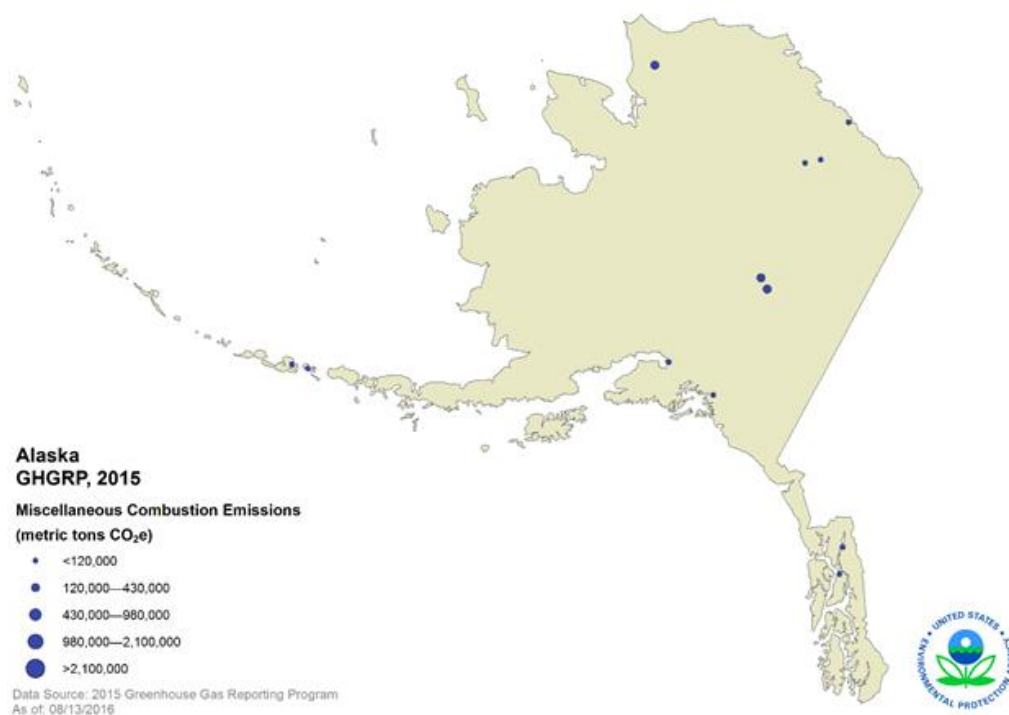 Alaska
GHGRP, 2015
Miscellaneous Combustion Emissions
(metric tons CO₂e)
<120,000
120,000—430,000
430,000—980,000
980,000—2,100,000
>2,100,000
Data Source: 2015 Greenhouse Gas Reporting Program
As of: 08/13/2016
UNITED STATES
ENVIRONMENTAL PROTECTION AGENCY